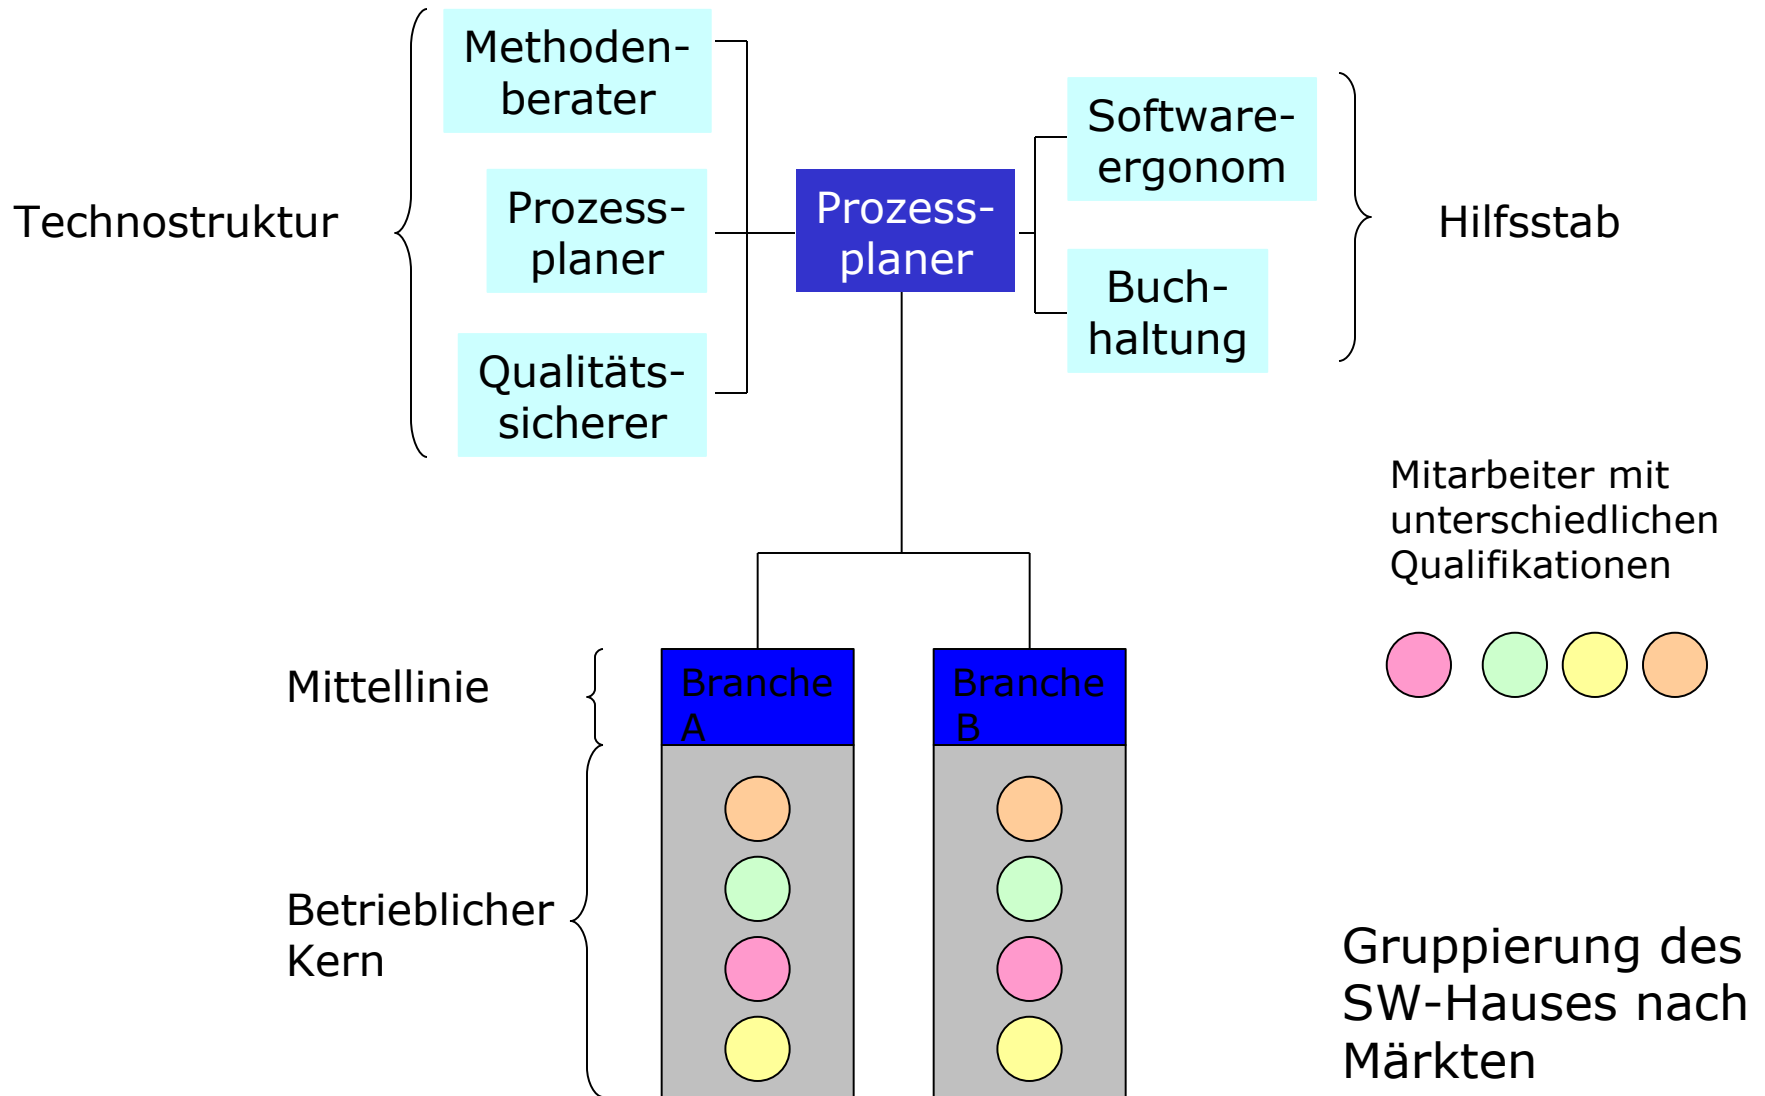 Technostruktur
Methoden-
berater
Prozess-
planer
Qualitäts-
sicherer
Prozess-
planer
Software-
ergonom
Buch-
haltung
Hilfsstab
Mitarbeiter mit
unterschiedlichen
Qualifikationen
Mittellinie
Branche
A
Branche
B
Betrieblicher
Kern
Gruppierung des
SW-Hauses nach
Märkten